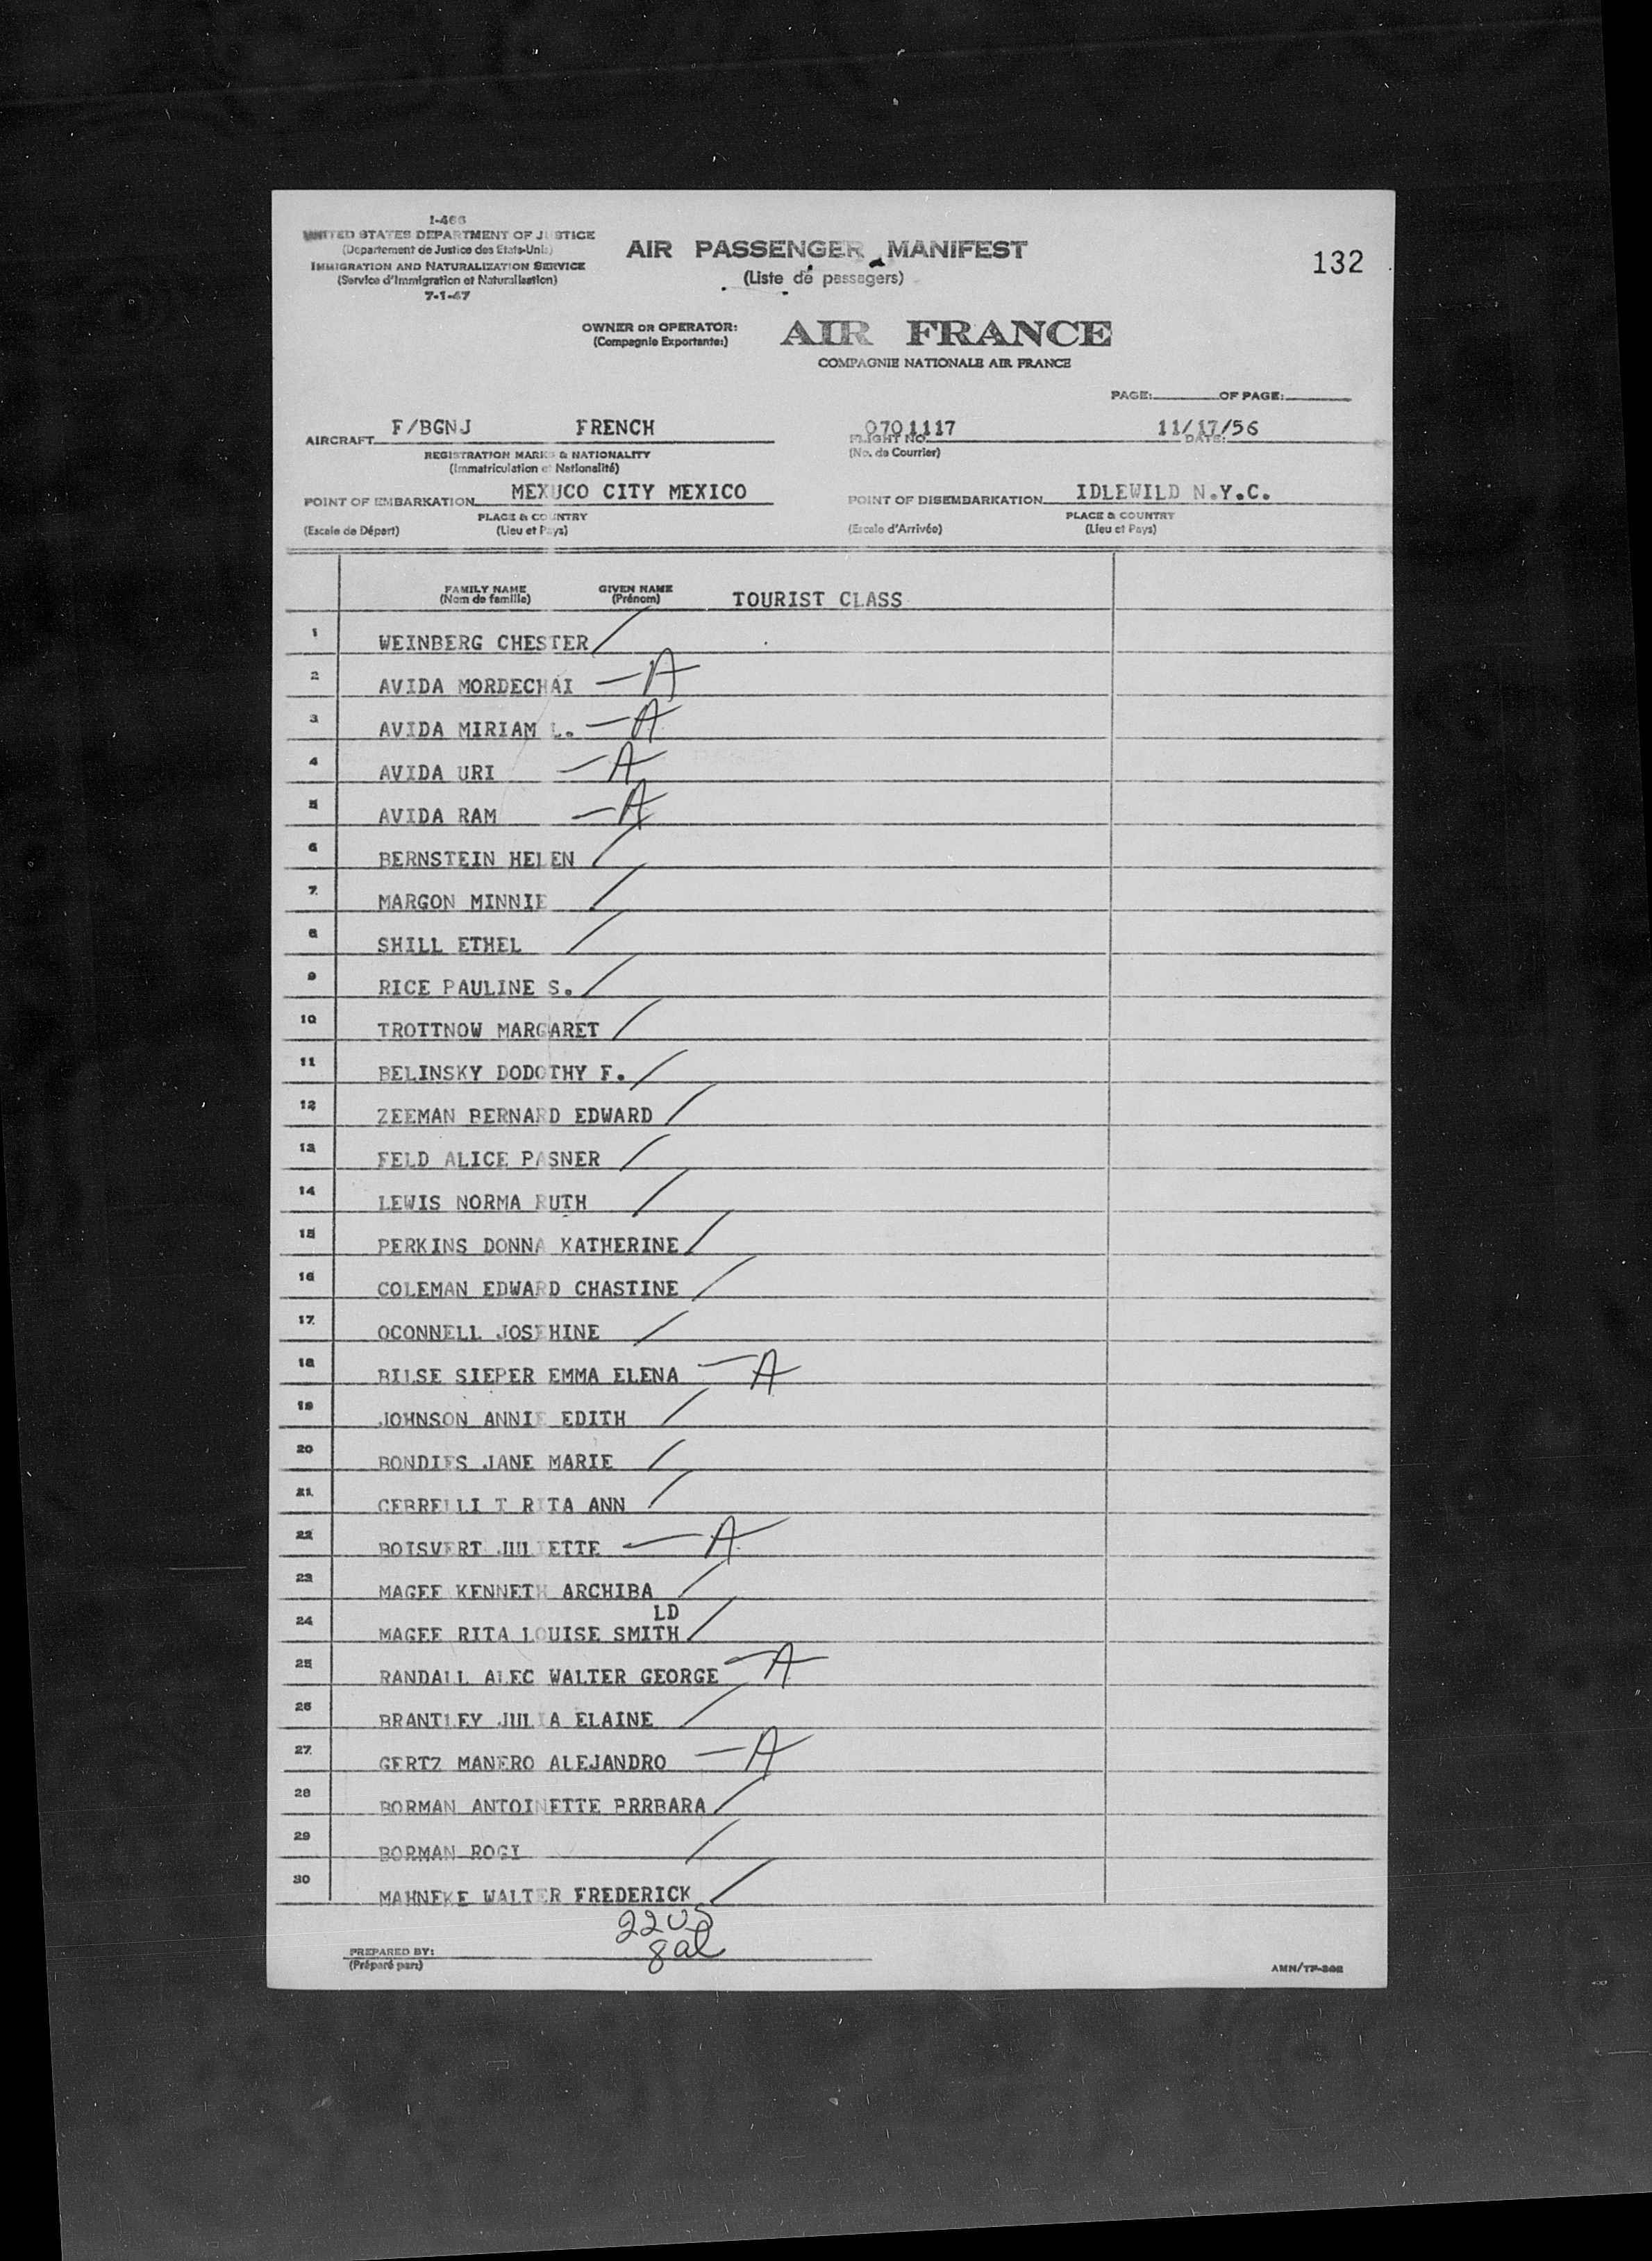 I-466
UNITED STATES DEPARTMENT OF JUSTICE
(Departement de Justice des Etats-Unis)
IMMIGRATION AND NATURALIZATION SERVICE
(Service d'Immigration et Naturalisation)
7-1-47
AIR PASSENGER MANIFEST
(Liste de passagers)
132
OWNER OR OPERATOR: AIR FRANCE
(Compagnie Exportante:)
COMPAGNIE NATIONALE AIR FRANCE
PAGE: OF PAGE:
AIRCRAFT F/BGNJ FRENCH FLIGHT NO. 0701117 DATE: 11/17/56
REGISTRATION MARKS & NATIONALITY (No. de Courrier)
(Immatriculation et Nationalité)
POINT OF EMBARKATION MEXUCO CITY MEXICO POINT OF DISEMBARKATION IDLEWILD N.Y.C.
PLACE & COUNTRY PLACE & COUNTRY
(Escale de Départ) (Lieu et Pays) (Escale d'Arrivée) (Lieu et Pays)
FAMILY NAME GIVEN NAME TOURIST CLASS
(Nom de famille) (Prénom)
1 WEINBERG CHESTER /
2 AVIDA MORDECHAI — A
3 AVIDA MIRIAM L. — A
4 AVIDA URI — A
5 AVIDA RAM — A
6 BERNSTEIN HELEN /
7 MARGON MINNIE /
8 SHILL ETHEL /
9 RICE PAULINE S. /
10 TROTTNOW MARGARET /
11 BELINSKY DODOTHY F. /
12 ZEEMAN BERNARD EDWARD /
13 FELD ALICE PASNER /
14 LEWIS NORMA RUTH /
15 PERKINS DONNA KATHERINE /
16 COLEMAN EDWARD CHASTINE /
17 OCONNELL JOSEHINE /
18 BILSE SIEPER EMMA ELENA — A
19 JOHNSON ANNIE EDITH /
20 BONDIES JANE MARIE /
21 CEBRELLI T RITA ANN /
22 BOISVERT JULIETTE — A
23 MAGEE KENNETH ARCHIBA /
LD
24 MAGEE RITA LOUISE SMITH /
25 RANDALL ALEC WALTER GEORGE — A
26 BRANTLEY JULIA ELAINE /
27 GERTZ MANERO ALEJANDRO — A
28 BORMAN ANTOINETTE BRRBARA /
29 BORMAN ROGI /
30 MAHNEKE WALTER FREDERICK /
22 US
8 al
PREPARED BY:
(Préparé par:)
AMN/TF-302